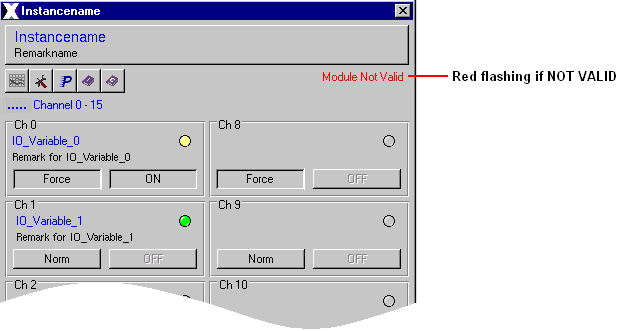 Instancename
Instancename
Remarkname
Module Not Valid
Red flashing if NOT VALID
..... Channel 0 - 15
Ch 0
IO_Variable_0
Remark for IO_Variable_0
Force ON
Ch 8
Force OFF
Ch 1
IO_Variable_1
Remark for IO_Variable_1
Norm OFF
Ch 9
Norm OFF
Ch 2
Ch 10